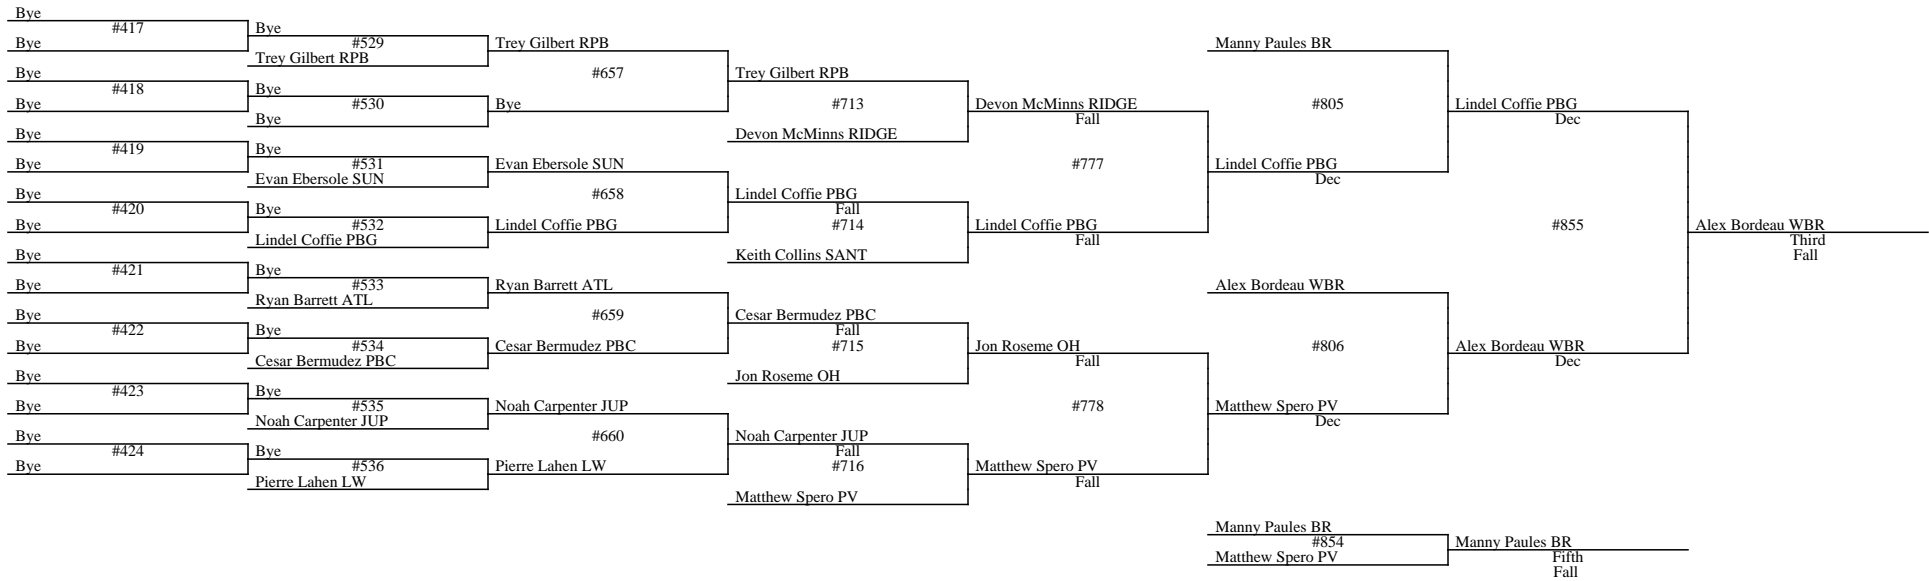 Bye
#417
Bye
Bye
#418
Bye
Bye
#419
Bye
Bye
#420
Bye
Bye
#421
Bye
Bye
#422
Bye
Bye
#423
Bye
Bye
#424
Bye
Bye
#529
Trey Gilbert RPB
Bye
#530
Bye
Bye
#531
Evan Ebersole SUN
Bye
#532
Lindel Coffie PBG
Bye
#533
Ryan Barrett ATL
Bye
#534
Cesar Bermudez PBC
Bye
#535
Noah Carpenter JUP
Bye
#536
Pierre Lahen LW
Trey Gilbert RPB
#657
Bye
Evan Ebersole SUN
#658
Lindel Coffie PBG
Ryan Barrett ATL
#659
Cesar Bermudez PBC
Noah Carpenter JUP
#660
Pierre Lahen LW
Trey Gilbert RPB
#713
Devon McMinns RIDGE
Lindel Coffie PBG
Fall
#714
Keith Collins SANT
Cesar Bermudez PBC
Fall
#715
Jon Roseme OH
Noah Carpenter JUP
Fall
#716
Matthew Spero PV
Devon McMinns RIDGE
Fall
#777
Lindel Coffie PBG
Fall
Jon Roseme OH
Fall
#778
Matthew Spero PV
Fall
Manny Paules BR
#805
Lindel Coffie PBG
Dec
Alex Bordeau WBR
#806
Matthew Spero PV
Dec
Lindel Coffie PBG
Dec
#855
Alex Bordeau WBR
Dec
Alex Bordeau WBR
Third
Fall
Manny Paules BR
#854
Matthew Spero PV
Manny Paules BR
Fifth
Fall